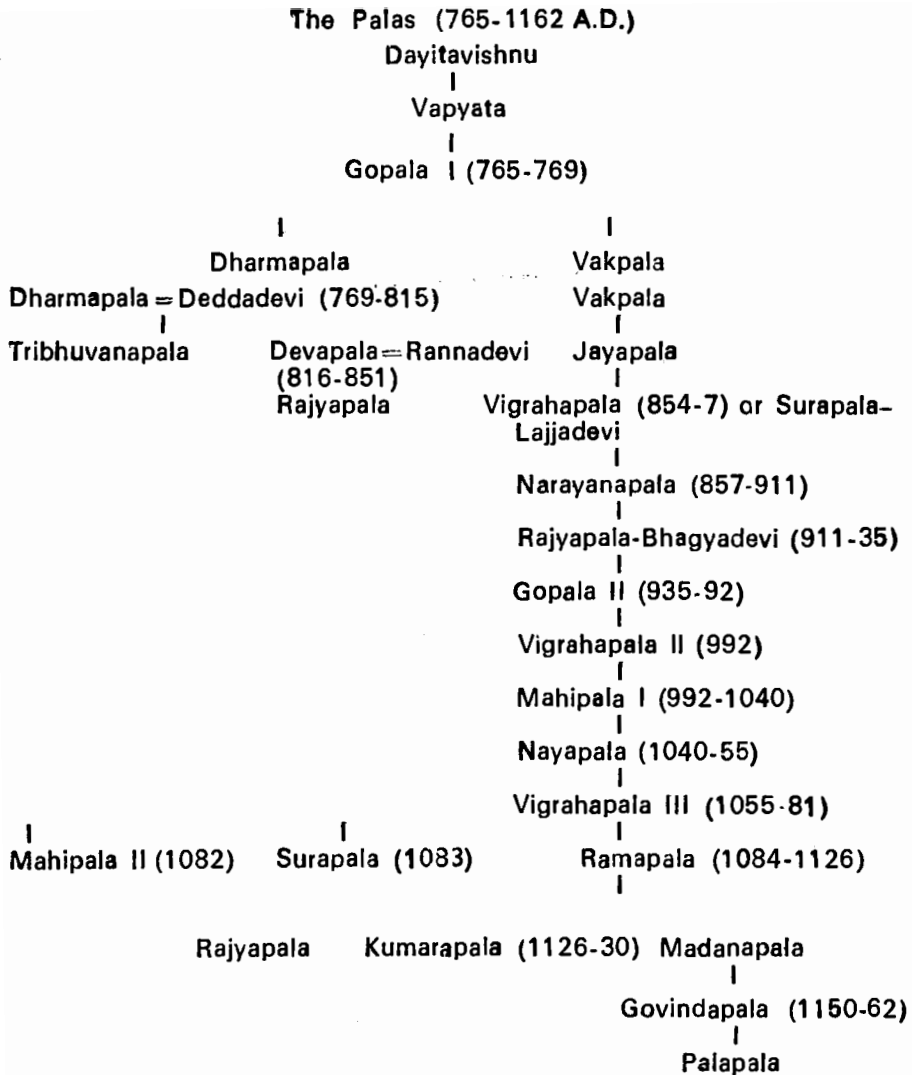 The Palas (765-1162 A.D.)
Dayitavishnu
Vapyata
Gopala I (765-769)
Dharmapala Vakpala
Dharmapala = Deddadevi (769-815) Vakpala
Tribhuvanapala Devapala=Rannadevi Jayapala
(816-851)
Rajyapala Vigrahapala (854-7) or Surapala-
Lajjadevi
Narayanapala (857-911)
Rajyapala-Bhagyadevi (911-35)
Gopala II (935-92)
Vigrahapala II (992)
Mahipala I (992-1040)
Nayapala (1040-55)
Vigrahapala III (1055-81)
Mahipala II (1082) Surapala (1083) Ramapala (1084-1126)
Rajyapala Kumarapala (1126-30) Madanapala
Govindapala (1150-62)
Palapala